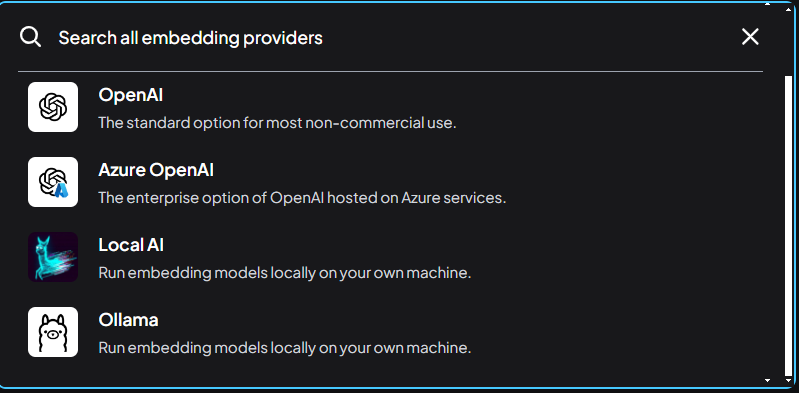 Search all embedding providers
OpenAI
The standard option for most non-commercial use.
Azure OpenAI
The enterprise option of OpenAI hosted on Azure services.
Local AI
Run embedding models locally on your own machine.
Ollama
Run embedding models locally on your own machine.